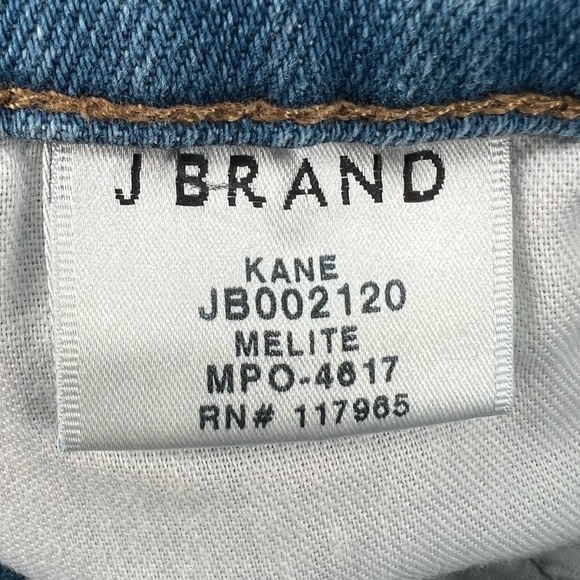 J BRAND
KANE
JB002120
MELITE
MPO-4617
RN# 117965